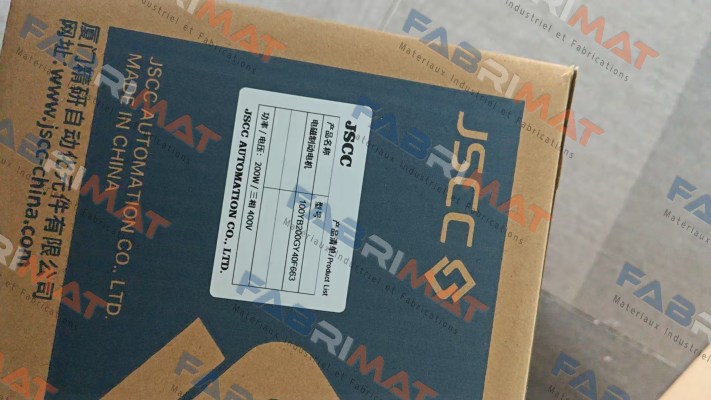 JSCC
JSCC
产品清单/Product List
产品名称
型号
电磁制动电机
100YB200GY40F663
功率/电压: 200W/三相400V
JSCC AUTOMATION CO., LTD.
JSCC AUTOMATION CO., LTD.
MADE IN CHINA
厦门精研自动化元件有限公司
网址: www.jscc-china.com
FABRIMAT
Matériaux Industriel et Fabrications